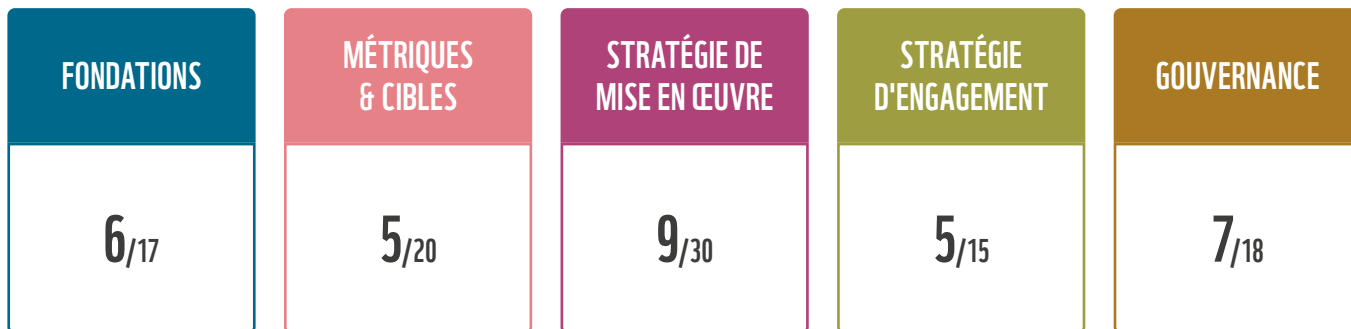 FONDATIONS
6/17
MÉTRIQUES
& CIBLES
5/20
STRATÉGIE DE
MISE EN ŒUVRE
9/30
STRATÉGIE
D'ENGAGEMENT
5/15
GOUVERNANCE
7/18